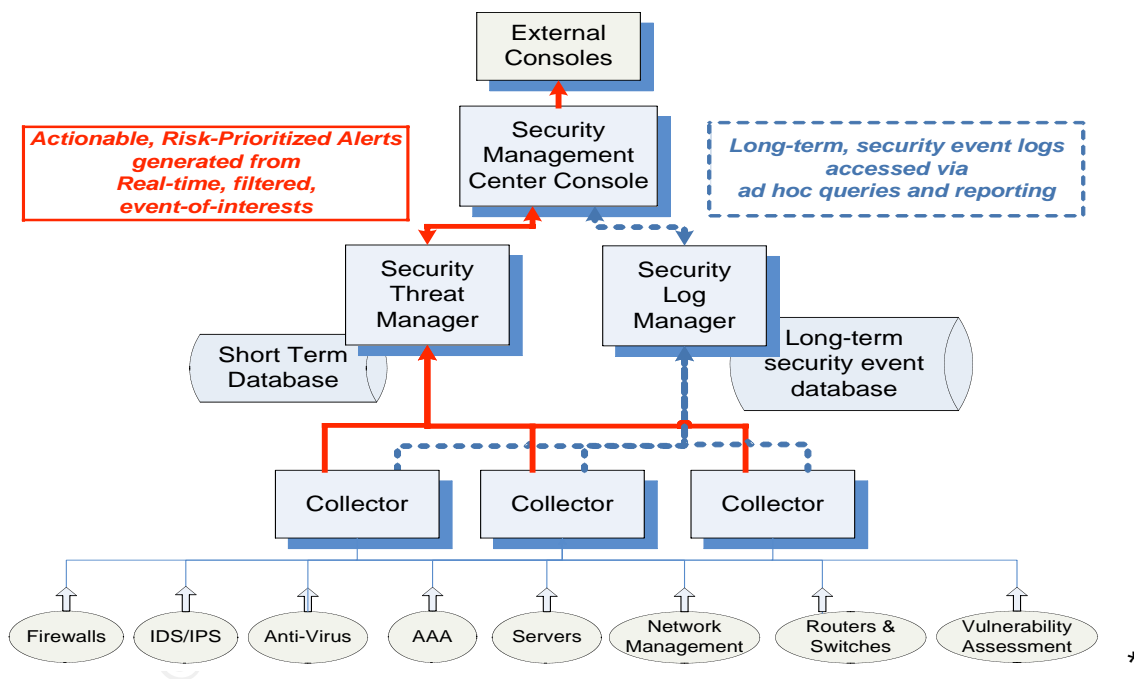 External
Consoles
Actionable, Risk-Prioritized Alerts
generated from
Real-time, filtered,
event-of-interests
Security
Management
Center Console
Long-term, security event logs
accessed via
ad hoc queries and reporting
Security
Threat
Manager
Security
Log
Manager
Short Term
Database
Long-term
security event
database
Collector
Collector
Collector
Firewalls
IDS/IPS
Anti-Virus
AAA
Servers
Network
Management
Routers &
Switches
Vulnerability
Assessment
*